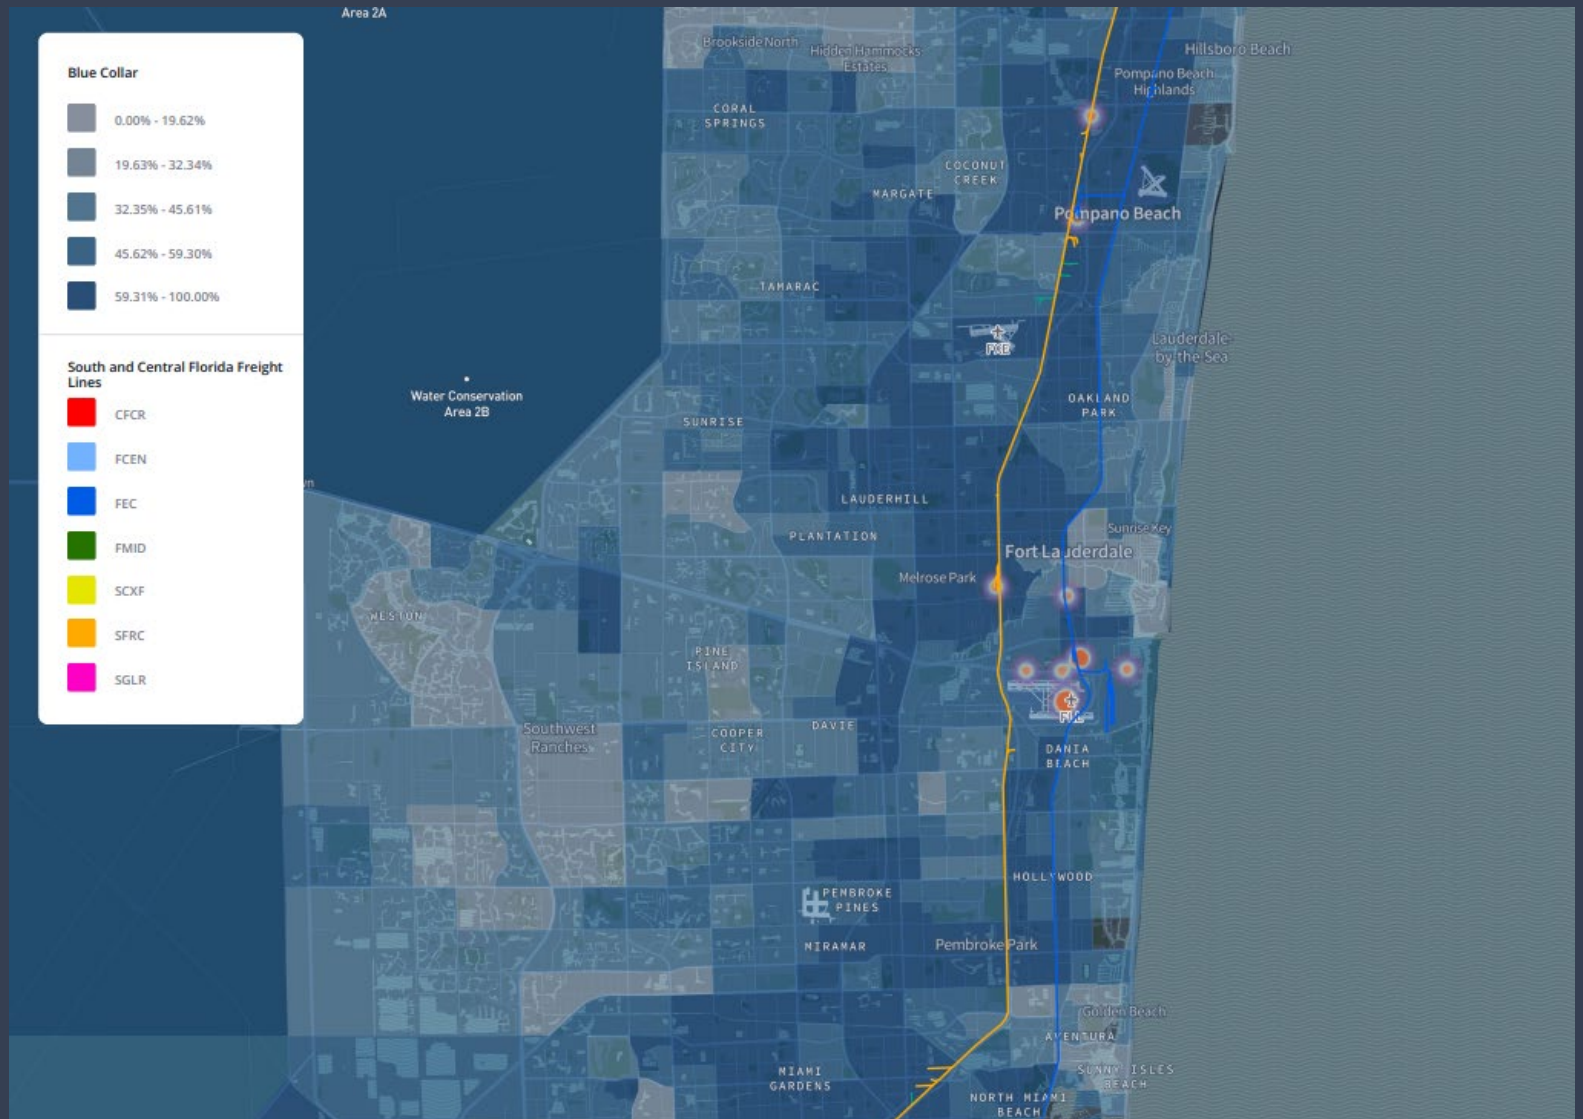 Area 2A
Blue Collar
0.00% - 19.62%
19.63% - 32.34%
32.35% - 45.61%
45.62% - 59.30%
59.31% - 100.00%
South and Central Florida Freight
Lines
CFCR
FCEN
FEC
FMID
SCXF
SFRC
SGLR
Brookside North
Hidden Hammocks
Estates
Hillsboro Beach
Pompano Beach
Highlands
CORAL
SPRINGS
COCONUT
CREEK
MARGATE
Pompano Beach
TAMARAC
FXE
Lauderdale-
by-the-Sea
Water Conservation
Area 2B
OAKLAND
PARK
SUNRISE
LAUDERHILL
PLANTATION
Sunrise Key
Fort Lauderdale
Melrose Park
WESTON
PINE
ISLAND
FLL
Southwest
Ranches
COOPER
CITY
DAVIE
DANIA
BEACH
HOLLYWOOD
PEMBROKE
PINES
MIRAMAR
Pembroke Park
Golden Beach
AVENTURA
MIAMI
GARDENS
SUNNY ISLES
BEACH
NORTH MIAMI
BEACH